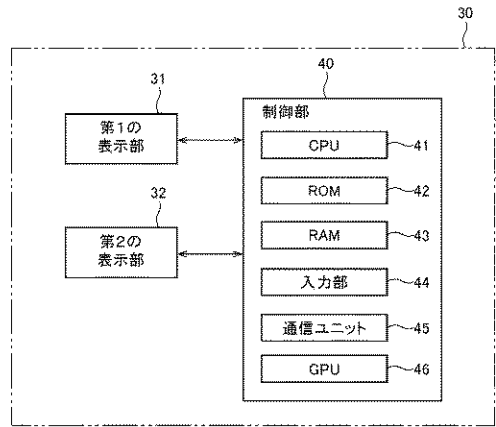 30
40
31
第1の
表示部
32
第2の
表示部
制御部
CPU
41
ROM
42
RAM
43
入力部
44
通信ユニット
45
GPU
46